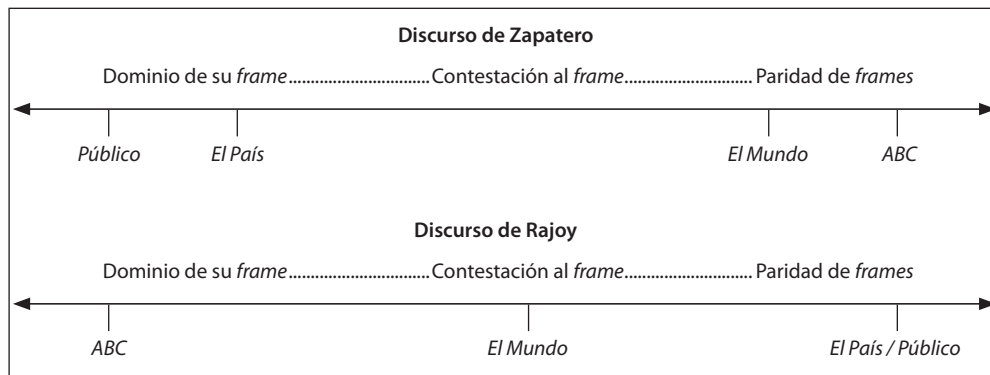 Discurso de Zapatero
Dominio de su frame................................Contestación al frame............................. Paridad de frames
Público El País El Mundo ABC
Discurso de Rajoy
Dominio de su frame................................Contestación al frame............................. Paridad de frames
ABC El Mundo El País / Público